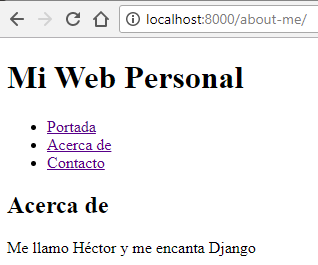 localhost:8000/about-me/
Mi Web Personal
Portada
Acerca de
Contacto
Acerca de
Me llamo Héctor y me encanta Django